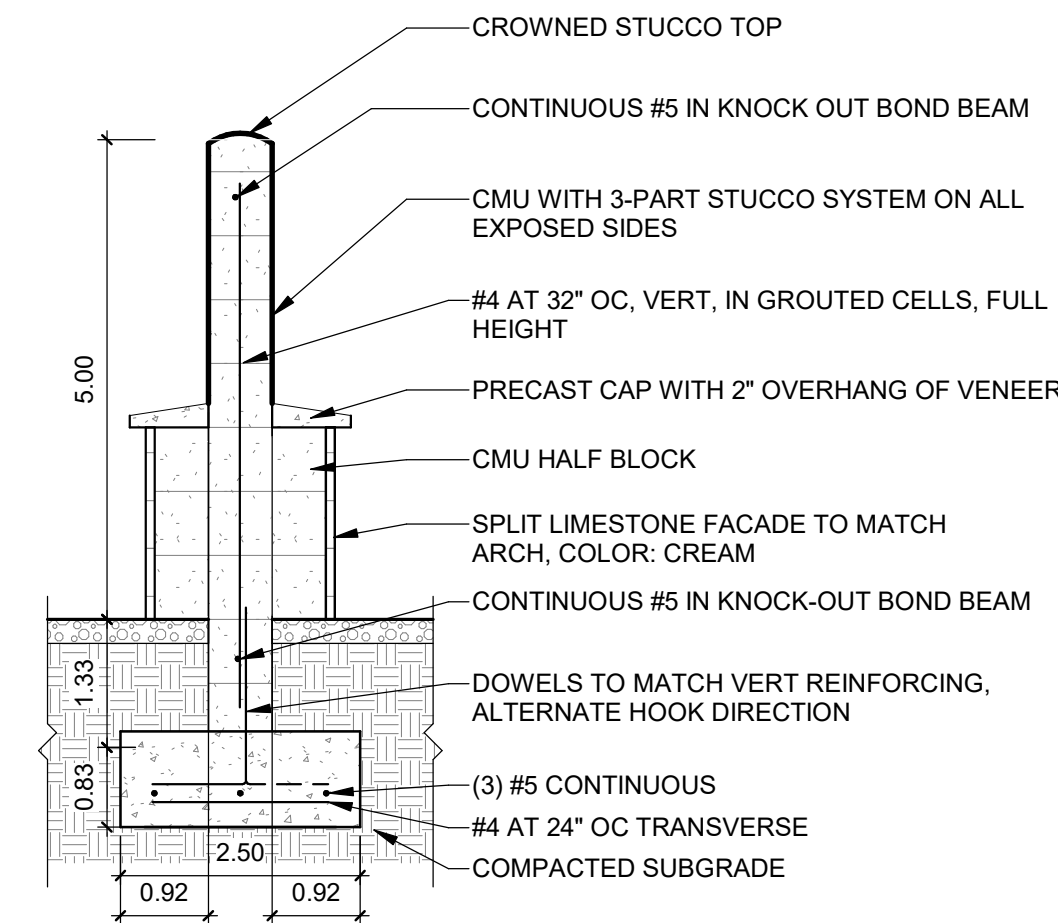 CROWNED STUCCO TOP
CONTINUOUS #5 IN KNOCK OUT BOND BEAM
CMU WITH 3-PART STUCCO SYSTEM ON ALL
EXPOSED SIDES
#4 AT 32" OC, VERT, IN GROUTED CELLS, FULL
HEIGHT
5.00
PRECAST CAP WITH 2" OVERHANG OF VENEER
CMU HALF BLOCK
SPLIT LIMESTONE FACADE TO MATCH
ARCH, COLOR: CREAM
CONTINUOUS #5 IN KNOCK-OUT BOND BEAM
1.33
DOWELS TO MATCH VERT REINFORCING,
ALTERNATE HOOK DIRECTION
0.83
(3) #5 CONTINUOUS
#4 AT 24" OC TRANSVERSE
2.50
COMPACTED SUBGRADE
0.92
0.92